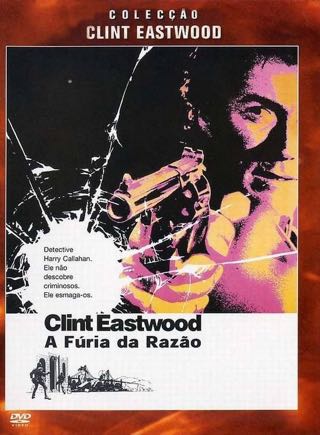 COLECÇÃO
CLINT EASTWOOD
Detective
Harry Callahan.
Ele não
descobre
criminosos.
Ele esmaga-os.
Clint Eastwood
A Fúria da Razão
DVD
VIDEO